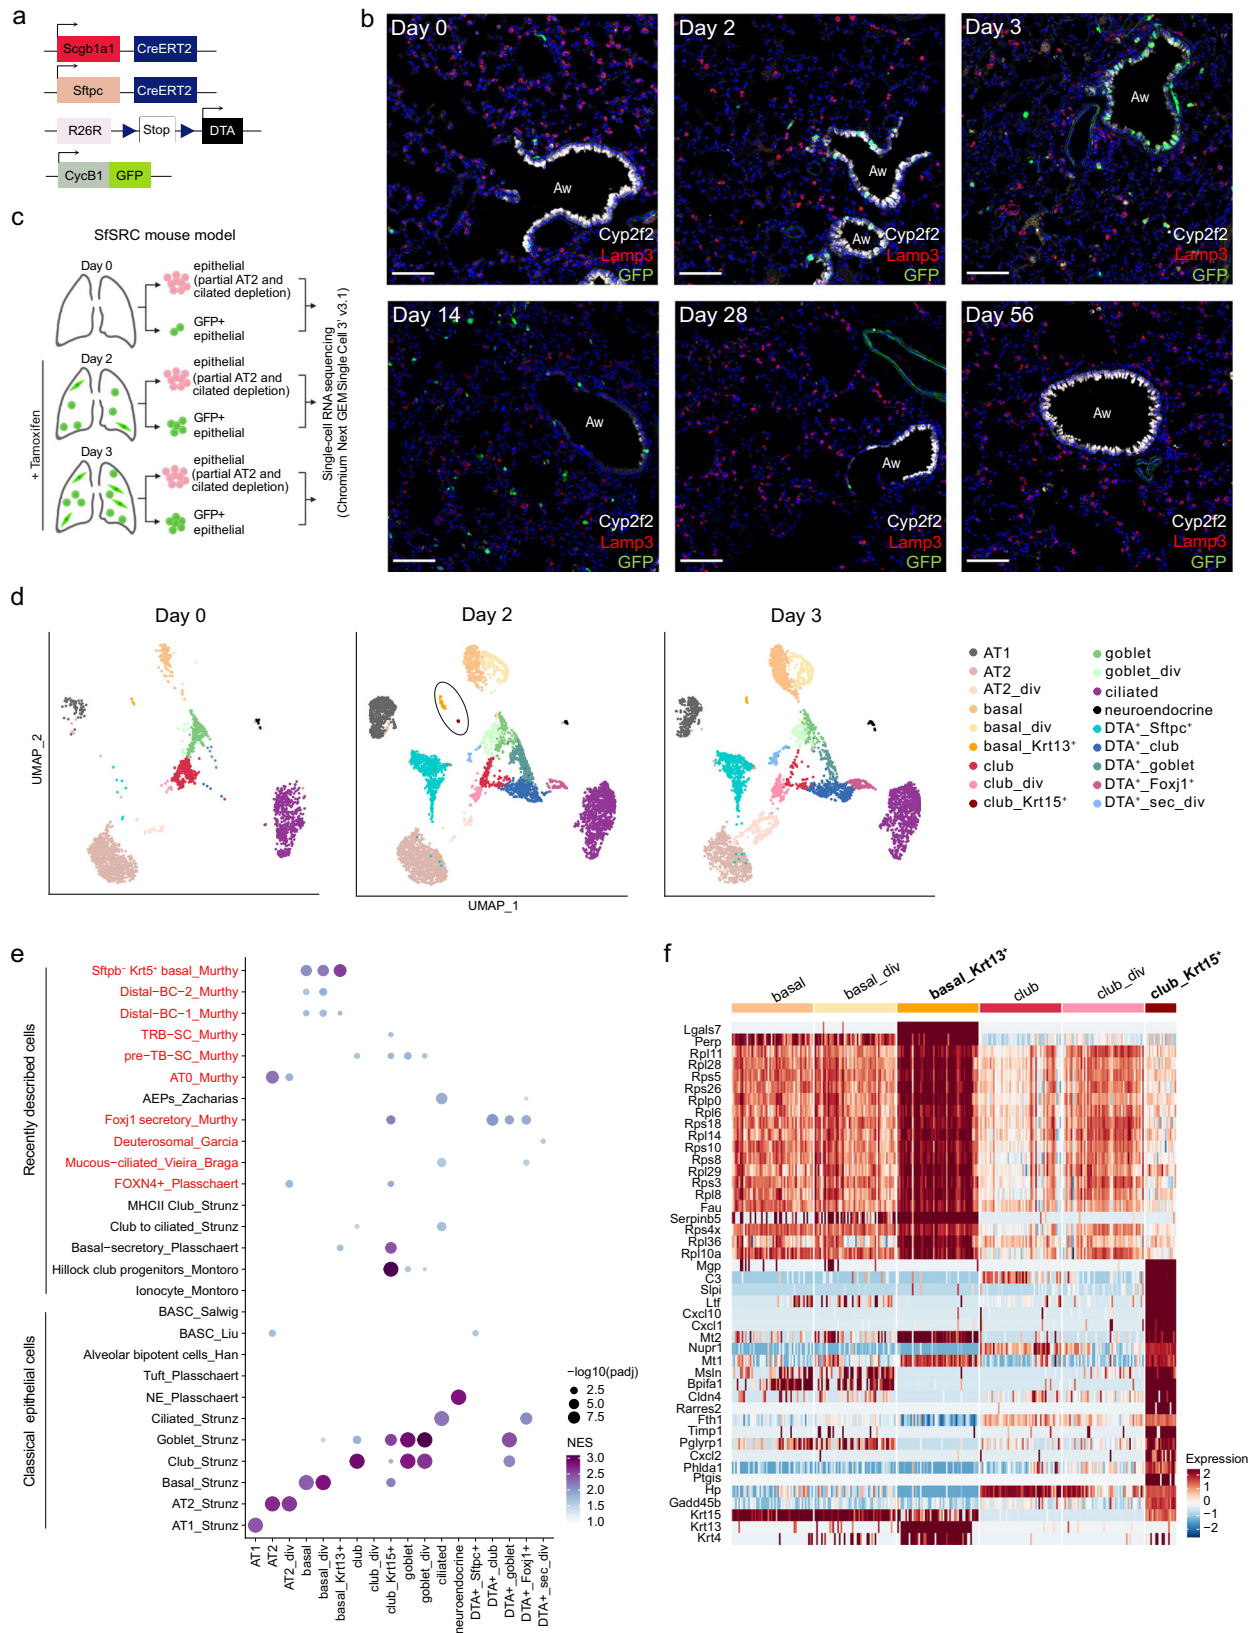 a
Scgb1a1
CreERT2
Sftpc
CreERT2
R26R
Stop
DTA
CycB1
GFP
b
Day 0
Aw
Cyp2f2
Lamp3
GFP
Day 2
Aw
Aw
Cyp2f2
Lamp3
GFP
Day 3
Aw
Cyp2f2
Lamp3
GFP
Day 14
Aw
Cyp2f2
Lamp3
GFP
Day 28
Aw
Cyp2f2
Lamp3
GFP
Day 56
Aw
Cyp2f2
Lamp3
GFP
c
SfSRC mouse model
Day 0
epithelial
(partial AT2 and
cilated depletion)
GFP+
epithelial
Day 2
epithelial
(partial AT2 and
cilated depletion)
GFP+
epithelial
Day 3
epithelial
(partial AT2 and
cilated depletion)
GFP+
epithelial
+ Tamoxifen
Single-cell RNA sequencing
(Chromium Next GEM Single Cell 3' v3.1)
d
Day 0
Day 2
Day 3
UMAP_2
UMAP_1
AT1
AT2
AT2_div
basal
basal_div
basal_Krt13+
club
club_div
club_Krt15+
goblet
goblet_div
ciliated
neuroendocrine
DTA+_Sftpc+
DTA+_club
DTA+_goblet
DTA+_Foxj1+
DTA+_sec_div
e
Recently described cells
Sftpb− Krt5+ basal_Murthy
Distal−BC−2_Murthy
Distal−BC−1_Murthy
TRB−SC_Murthy
pre−TB−SC_Murthy
AT0_Murthy
AEPs_Zacharias
Foxj1 secretory_Murthy
Deuterosomal_Garcia
Mucous−ciliated_Vieira_Braga
FOXN4+_Plasschaert
MHCII Club_Strunz
Club to ciliated_Strunz
Basal−secretory_Plasschaert
Hillock club progenitors_Montoro
Ionocyte_Montoro
Classical epithelial cells
BASC_Salwig
BASC_Liu
Alveolar bipotent cells_Han
Tuft_Plasschaert
NE_Plasschaert
Ciliated_Strunz
Goblet_Strunz
Club_Strunz
Basal_Strunz
AT2_Strunz
AT1_Strunz
AT1
AT2
AT2_div
basal
basal_div
basal_Krt13+
club
club_div
club_Krt15+
goblet
goblet_div
ciliated
neuroendocrine
DTA+_Sftpc+
DTA+_club
DTA+_goblet
DTA+_Foxj1+
DTA+_sec_div
−log10(padj)
2.5
5.0
7.5
NES
3.0
2.5
2.0
1.5
1.0
f
basal
basal_div
basal_Krt13+
club
club_div
club_Krt15+
Lgals7
Perp
Rpl11
Rpl28
Rps5
Rps26
Rplp0
Rpl6
Rps18
Rpl14
Rps10
Rps8
Rpl29
Rps3
Rpl8
Fau
Serpinb5
Rps4x
Rpl36
Rpl10a
Mgp
C3
Slpi
Ltf
Cxcl10
Cxcl1
Mt2
Nupr1
Mt1
Msln
Bpifa1
Cldn4
Rarres2
Fth1
Timp1
Pglyrp1
Cxcl2
Phlda1
Ptgis
Hp
Gadd45b
Krt15
Krt13
Krt4
Expression
2
1
0
−1
−2